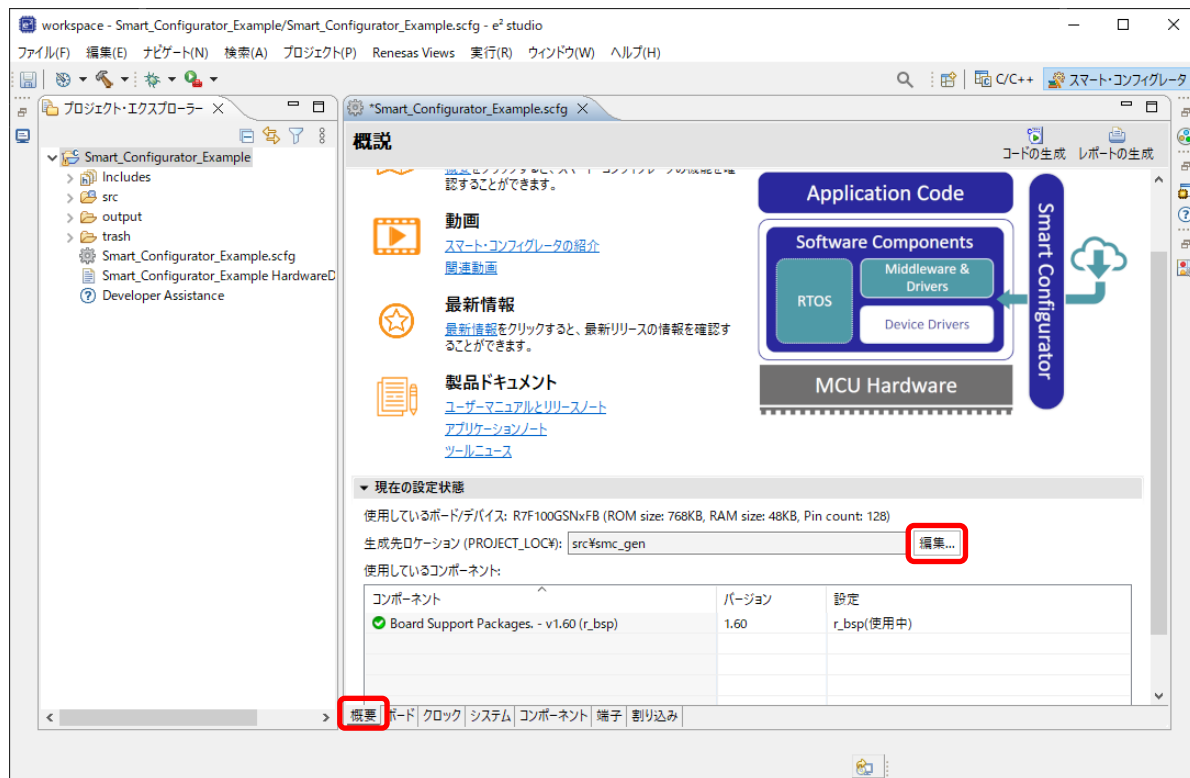 workspace - Smart_Configurator_Example/Smart_Configurator_Example.scfg - e² studio
ファイル(F) 編集(E) ナビゲート(N) 検索(A) プロジェクト(P) Renesas Views 実行(R) ウィンドウ(W) ヘルプ(H)
C/C++ スマート・コンフィグレータ
プロジェクト・エクスプローラー
Smart_Configurator_Example
Includes
src
output
trash
Smart_Configurator_Example.scfg
Smart_Configurator_Example HardwareD
Developer Assistance
*Smart_Configurator_Example.scfg
概説
コードの生成 レポートの生成
認することができます。
動画
スマート・コンフィグレータの紹介
関連動画
最新情報
最新情報をクリックすると、最新リリースの情報を確認す
ることができます。
製品ドキュメント
ユーザーマニュアルとリリースノート
アプリケーションノート
ツールニュース
Application Code
Software Components
RTOS
Middleware &
Drivers
Device Drivers
MCU Hardware
Smart Configurator
現在の設定状態
使用しているボード/デバイス: R7F100GSNxFB (ROM size: 768KB, RAM size: 48KB, Pin count: 128)
生成先ロケーション (PROJECT_LOC¥): src¥smc_gen 編集...
使用しているコンポーネント:
コンポーネント バージョン 設定
Board Support Packages. - v1.60 (r_bsp) 1.60 r_bsp(使用中)
概要 ボード クロック システム コンポーネント 端子 割り込み